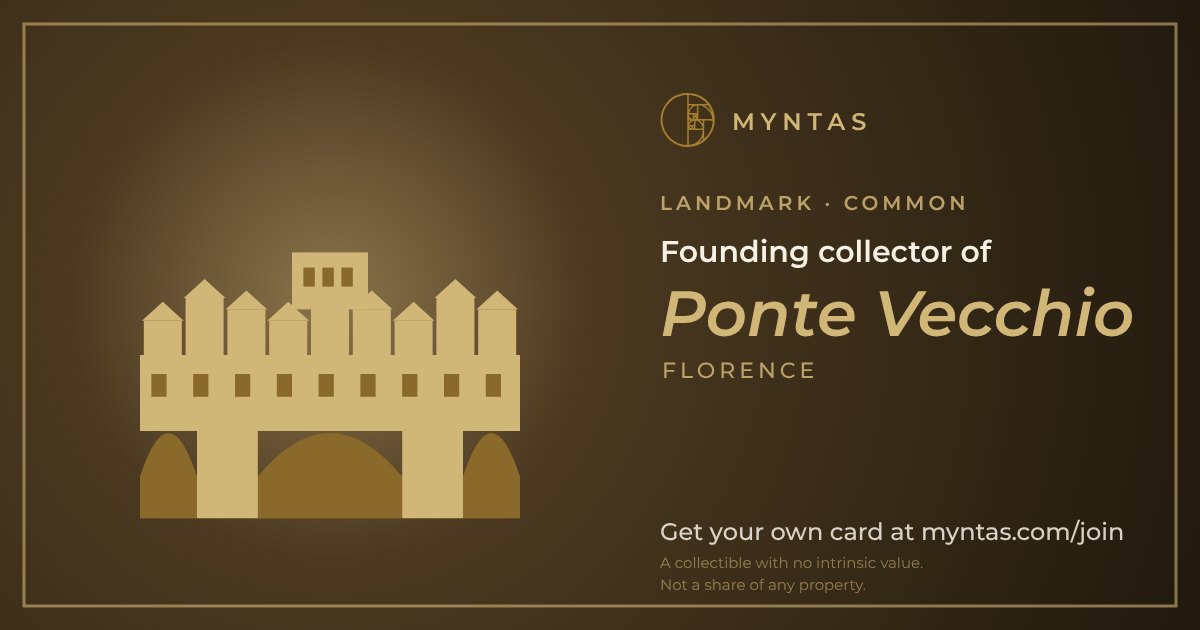 MYNTAS
LANDMARK · COMMON
Founding collector of
Ponte Vecchio
FLORENCE
Get your own card at myntas.com/join
A collectible with no intrinsic value.
Not a share of any property.